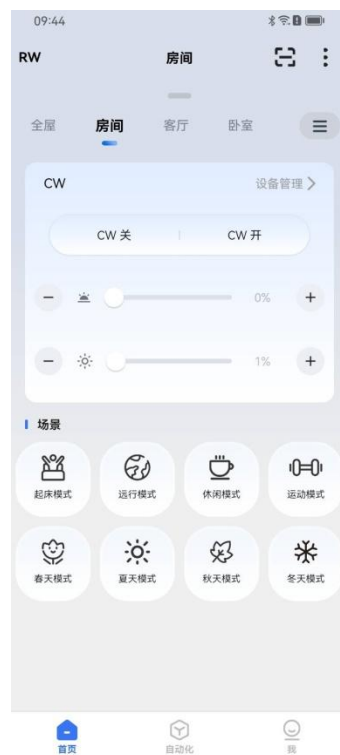 09:44
RW
房间
全屋 房间 客厅 卧室
CW
设备管理
CW 关 CW 开
0%
1%
场景
起床模式 远行模式 休闲模式 运动模式
春天模式 夏天模式 秋天模式 冬天模式
首页 自动化 我